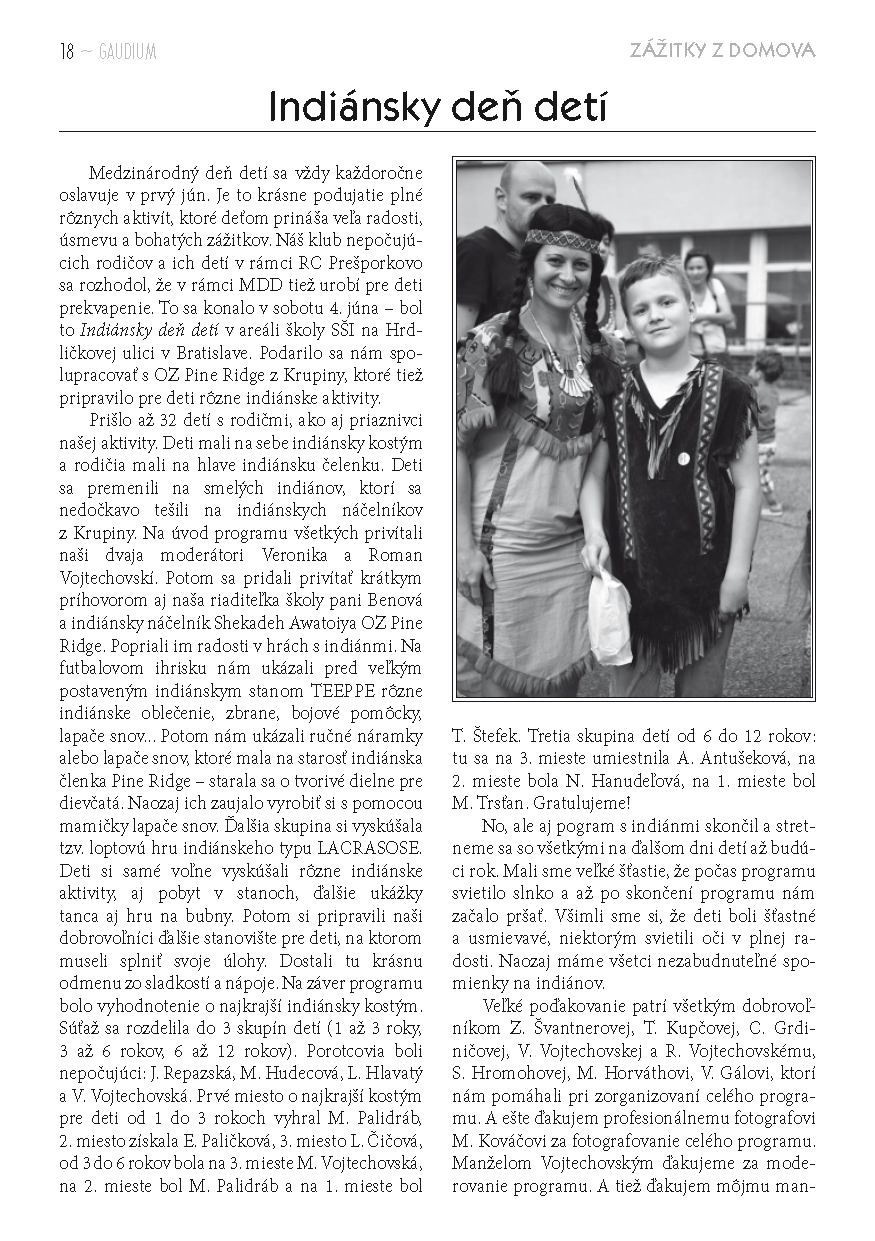 18 ~ GAUDIUM
ZÁŽITKY Z DOMOVA
Indiánsky deň detí
Medzinárodný deň detí sa vždy každoročne
oslavuje v prvý jún. Je to krásne podujatie plné
rôznych aktivít, ktoré deťom prináša veľa radosti,
úsmevu a bohatých zážitkov. Náš klub nepočujú-
cich rodičov a ich detí v rámci RC Prešporkovo
sa rozhodol, že v rámci MDD tiež urobí pre deti
prekvapenie. To sa konalo v sobotu 4. júna – bol
to Indiánsky deň detí v areáli školy SŠI na Hrd-
ličkovej ulici v Bratislave. Podarilo sa nám spo-
lupracovať s OZ Pine Ridge z Krupiny, ktoré tiež
pripravilo pre deti rôzne indiánske aktivity.
Prišlo až 32 detí s rodičmi, ako aj priaznivci
našej aktivity. Deti mali na sebe indiánsky kostým
a rodičia mali na hlave indiánsku čelenku. Deti
sa premenili na smelých indiánov, ktorí sa
nedočkavo tešili na indiánskych náčelníkov
z Krupiny. Na úvod programu všetkých privítali
naši dvaja moderátori Veronika a Roman
Vojtechovskí. Potom sa pridali privítať krátkym
príhovorom aj naša riaditeľka školy pani Benová
a indiánsky náčelník Shekadeh Awatoiya OZ Pine
Ridge. Popriali im radosti v hrách s indiánmi. Na
futbalovom ihrisku nám ukázali pred veľkým
postaveným indiánskym stanom TEEPPE rôzne
indiánske oblečenie, zbrane, bojové pomôcky,
lapače snov... Potom nám ukázali ručné náramky
alebo lapače snov, ktoré mala na starosť indiánska
členka Pine Ridge – starala sa o tvorivé dielne pre
dievčatá. Naozaj ich zaujalo vyrobiť si s pomocou
mamičky lapače snov. Ďalšia skupina si vyskúšala
tzv. loptovú hru indiánskeho typu LACRASOSE.
Deti si samé voľne vyskúšali rôzne indiánske
aktivity, aj pobyt v stanoch, ďalšie ukážky
tanca aj hru na bubny. Potom si pripravili naši
dobrovoľníci ďalšie stanovište pre deti, na ktorom
museli splniť svoje úlohy. Dostali tu krásnu
odmenu zo sladkostí a nápoje. Na záver programu
bolo vyhodnotenie o najkrajší indiánsky kostým.
Súťaž sa rozdelila do 3 skupín detí (1 až 3 roky,
3 až 6 rokov, 6 až 12 rokov). Porotcovia boli
nepočujúci: J. Repazská, M. Hudecová, L. Hlavatý
a V. Vojtechovská. Prvé miesto o najkrajší kostým
pre deti od 1 do 3 rokoch vyhral M. Palidráb,
2. miesto získala E. Paličková, 3. miesto L. Čičová,
od 3 do 6 rokov bola na 3. mieste M. Vojtechovská,
na 2. mieste bol M. Palidráb a na 1. mieste bol
T. Štefek. Tretia skupina detí od 6 do 12 rokov:
tu sa na 3. mieste umiestnila A. Antušeková, na
2. mieste bola N. Hanudeľová, na 1. mieste bol
M. Trsťan. Gratulujeme!
No, ale aj pogram s indiánmi skončil a stret-
neme sa so všetkými na ďalšom dni detí až budú-
ci rok. Mali sme veľké šťastie, že počas programu
svietilo slnko a až po skončení programu nám
začalo pršať. Všimli sme si, že deti boli šťastné
a usmievavé, niektorým svietili oči v plnej ra-
dosti. Naozaj máme všetci nezabudnuteľné spo-
mienky na indiánov.
Veľké poďakovanie patrí všetkým dobrovoľ-
níkom Z. Švantnerovej, T. Kupčovej, C. Grdi-
ničovej, V. Vojtechovskej a R. Vojtechovskému,
S. Hromohovej, M. Horváthovi, V. Gálovi, ktorí
nám pomáhali pri zorganizovaní celého progra-
mu. A ešte ďakujem profesionálnemu fotografovi
M. Kováčovi za fotografovanie celého programu.
Manželom Vojtechovským ďakujeme za mode-
rovanie programu. A tiež ďakujem môjmu man-